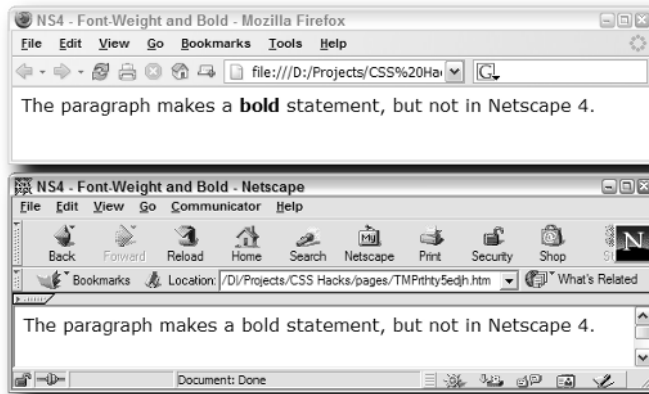 NS4 - Font-Weight and Bold - Mozilla Firefox
File Edit View Go Bookmarks Tools Help
file:///D:/Projects/CSS%20Ha G
The paragraph makes a bold statement, but not in Netscape 4.
NS4 - Font-Weight and Bold - Netscape
File Edit View Go Communicator Help
My N
Back Forward Reload Home Search Netscape Print Security Shop
Bookmarks Location: /D|/Projects/CSS Hacks/pages/TMPrthty5edjh.htm What's Related
The paragraph makes a bold statement, but not in Netscape 4.
Document: Done